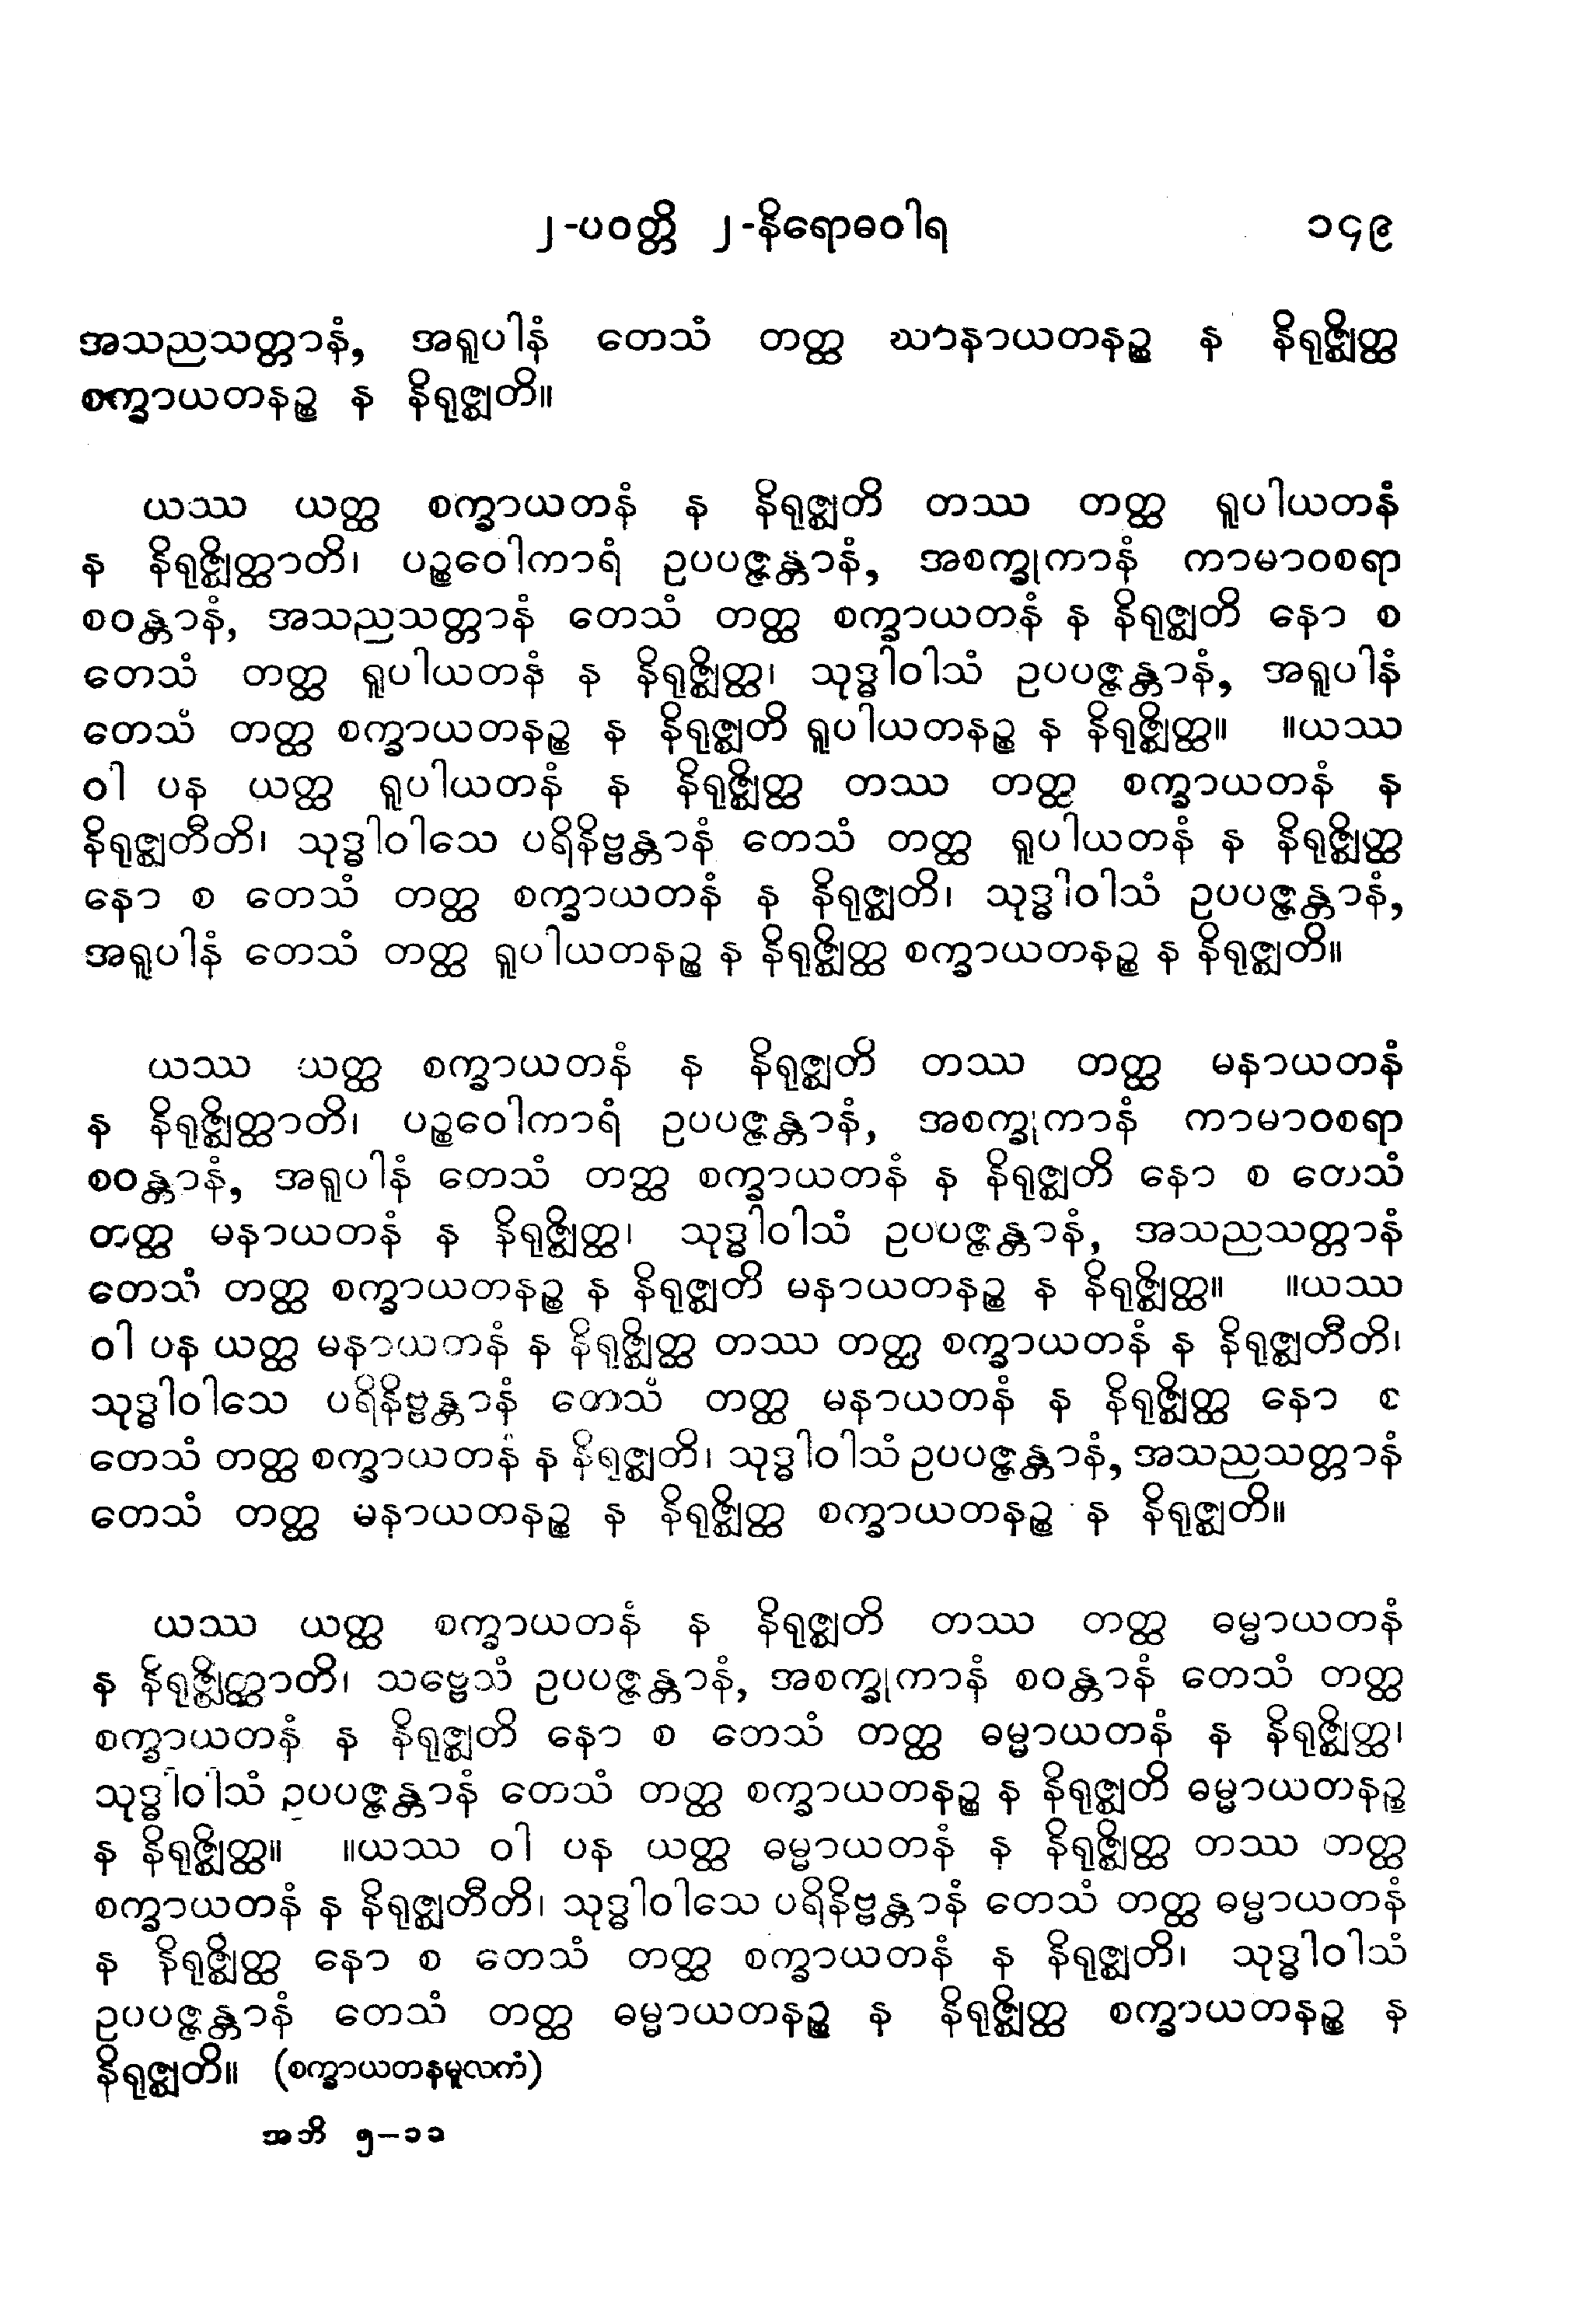 ၂-ပဝတ္တိ ၂-နိရောဓဝါရ ၁၄၉
အသညသတ္တာနံ, အရူပါနံ တေသံ တတ္ထ ဃာနာယတနဉ္စ န နိရုဇ္ဈိတ္ထ
စက္ခာယတနဉ္စ န နိရုဇ္ဈတိ။
ယဿ ယတ္ထ စက္ခာယတနံ န နိရုဇ္ဈတိ တဿ တတ္ထ ရူပါယတနံ
န နိရုဇ္ဈိတ္ထာတိ၊ ပဉ္စဝေါကာရံ ဥပပဇ္ဇန္တာနံ, အစက္ခုကာနံ ကာမာဝစရာ
စဝန္တာနံ, အသညသတ္တာနံ တေသံ တတ္ထ စက္ခာယတနံ န နိရုဇ္ဈတိ နော စ
တေသံ တတ္ထ ရူပါယတနံ န နိရုဇ္ဈိတ္ထ၊ သုဒ္ဓါဝါသံ ဥပပဇ္ဇန္တာနံ, အရူပါနံ
တေသံ တတ္ထ စက္ခာယတနဉ္စ န နိရုဇ္ဈတိ ရူပါယတနဉ္စ န နိရုဇ္ဈိတ္ထ။ ။ယဿ
ဝါ ပန ယတ္ထ ရူပါယတနံ န နိရုဇ္ဈိတ္ထ တဿ တတ္ထ စက္ခာယတနံ န
နိရုဇ္ဈတီတိ၊ သုဒ္ဓါဝါသေ ပရိနိဗ္ဗန္တာနံ တေသံ တတ္ထ ရူပါယတနံ န နိရုဇ္ဈိတ္ထ
နော စ တေသံ တတ္ထ စက္ခာယတနံ န နိရုဇ္ဈတိ၊ သုဒ္ဓါဝါသံ ဥပပဇ္ဇန္တာနံ,
အရူပါနံ တေသံ တတ္ထ ရူပါယတနဉ္စ န နိရုဇ္ဈိတ္ထ စက္ခာယတနဉ္စ န နိရုဇ္ဈတိ။
ယဿ ယတ္ထ စက္ခာယတနံ န နိရုဇ္ဈတိ တဿ တတ္ထ မနာယတနံ
န နိရုဇ္ဈိတ္ထာတိ၊ ပဉ္စဝေါကာရံ ဥပပဇ္ဇန္တာနံ, အစက္ခုကာနံ ကာမာဝစရာ
စဝန္တာနံ, အရူပါနံ တေသံ တတ္ထ စက္ခာယတနံ န နိရုဇ္ဈတိ နော စ တေသံ
တတ္ထ မနာယတနံ န နိရုဇ္ဈိတ္ထ၊ သုဒ္ဓါဝါသံ ဥပပဇ္ဇန္တာနံ, အသညသတ္တာနံ
တေသံ တတ္ထ စက္ခာယတနဉ္စ န နိရုဇ္ဈတိ မနာယတနဉ္စ န နိရုဇ္ဈိတ္ထ။ ။ယဿ
ဝါ ပန ယတ္ထ မနာယတနံ န နိရုဇ္ဈိတ္ထ တဿ တတ္ထ စက္ခာယတနံ န နိရုဇ္ဈတီတိ၊
သုဒ္ဓါဝါသေ ပရိနိဗ္ဗန္တာနံ တေသံ တတ္ထ မနာယတနံ န နိရုဇ္ဈိတ္ထ နော စ
တေသံ တတ္ထ စက္ခာယတနံ န နိရုဇ္ဈတိ၊ သုဒ္ဓါဝါသံ ဥပပဇ္ဇန္တာနံ, အသညသတ္တာနံ
တေသံ တတ္ထ မနာယတနဉ္စ န နိရုဇ္ဈိတ္ထ စက္ခာယတနဉ္စ န နိရုဇ္ဈတိ။
ယဿ ယတ္ထ စက္ခာယတနံ န နိရုဇ္ဈတိ တဿ တတ္ထ ဓမ္မာယတနံ
န နိရုဇ္ဈိတ္ထာတိ၊ သဗ္ဗေသံ ဥပပဇ္ဇန္တာနံ, အစက္ခုကာနံ စဝန္တာနံ တေသံ တတ္ထ
စက္ခာယတနံ န နိရုဇ္ဈတိ နော စ တေသံ တတ္ထ ဓမ္မာယတနံ န နိရုဇ္ဈိတ္ထ၊
သုဒ္ဓါဝါသံ ဥပပဇ္ဇန္တာနံ တေသံ တတ္ထ စက္ခာယတနဉ္စ န နိရုဇ္ဈတိ ဓမ္မာယတနဉ္စ
န နိရုဇ္ဈိတ္ထ။ ။ယဿ ဝါ ပန ယတ္ထ ဓမ္မာယတနံ န နိရုဇ္ဈိတ္ထ တဿ တတ္ထ
စက္ခာယတနံ န နိရုဇ္ဈတီတိ၊ သုဒ္ဓါဝါသေ ပရိနိဗ္ဗန္တာနံ တေသံ တတ္ထ ဓမ္မာယတနံ
န နိရုဇ္ဈိတ္ထ နော စ တေသံ တတ္ထ စက္ခာယတနံ န နိရုဇ္ဈတိ၊ သုဒ္ဓါဝါသံ
ဥပပဇ္ဇန္တာနံ တေသံ တတ္ထ ဓမ္မာယတနဉ္စ န နိရုဇ္ဈိတ္ထ စက္ခာယတနဉ္စ န
နိရုဇ္ဈတိ။ (စက္ခာယတနမူလကံ)
အဘိ ၅-၁၁